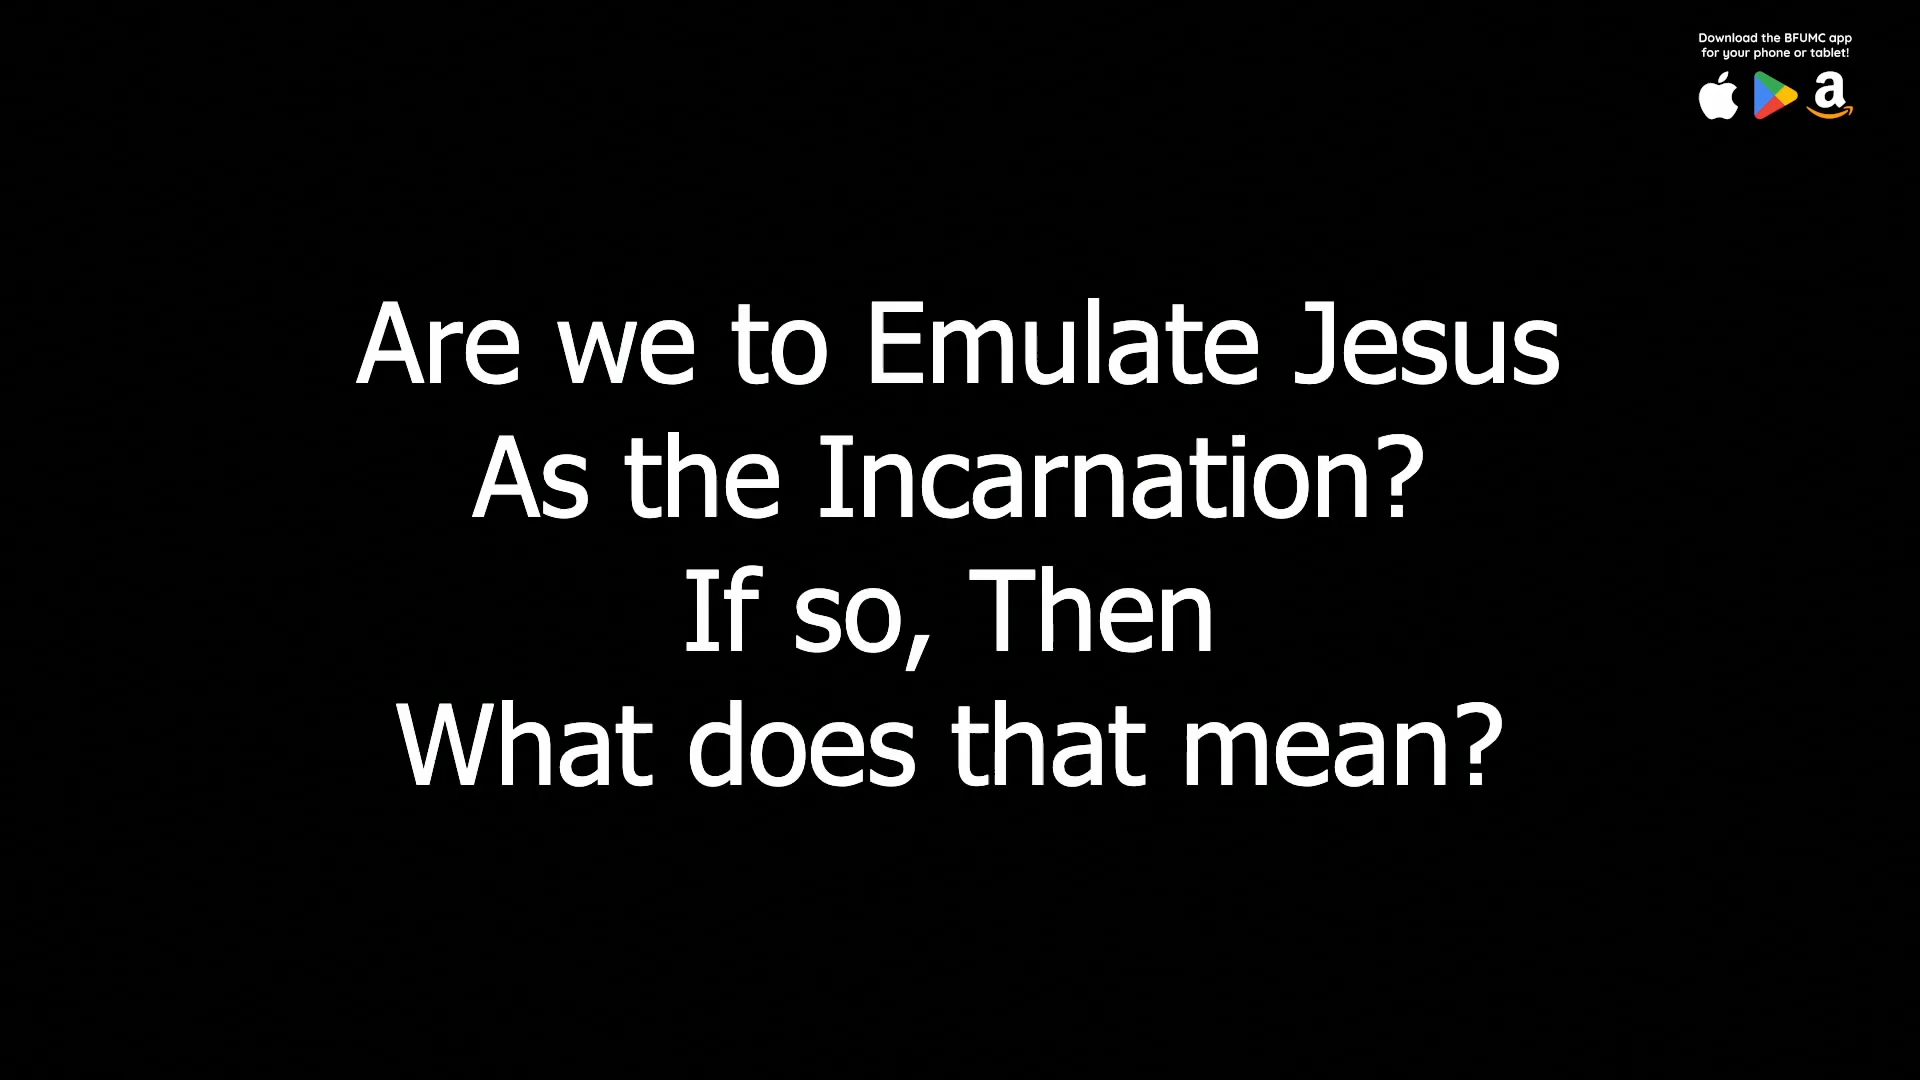 Download the BFUMC app
for your phone or tablet!
Are we to Emulate Jesus
As the Incarnation?
If so, Then
What does that mean?